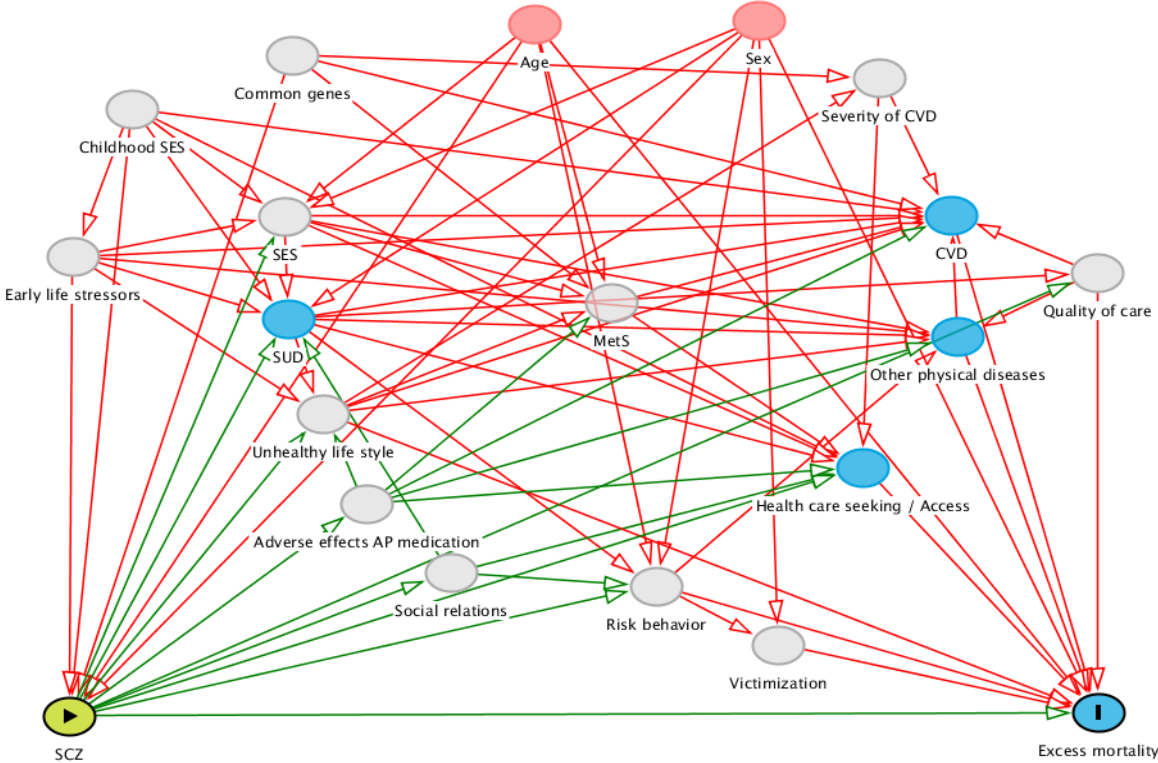 Age
Sex
Common genes
Severity of CVD
Childhood SES
SES
CVD
Early life stressors
Quality of care
MetS
SUD
Other physical diseases
Unhealthy life style
Health care seeking / Access
Adverse effects AP medication
Social relations
Risk behavior
Victimization
SCZ
Excess mortality